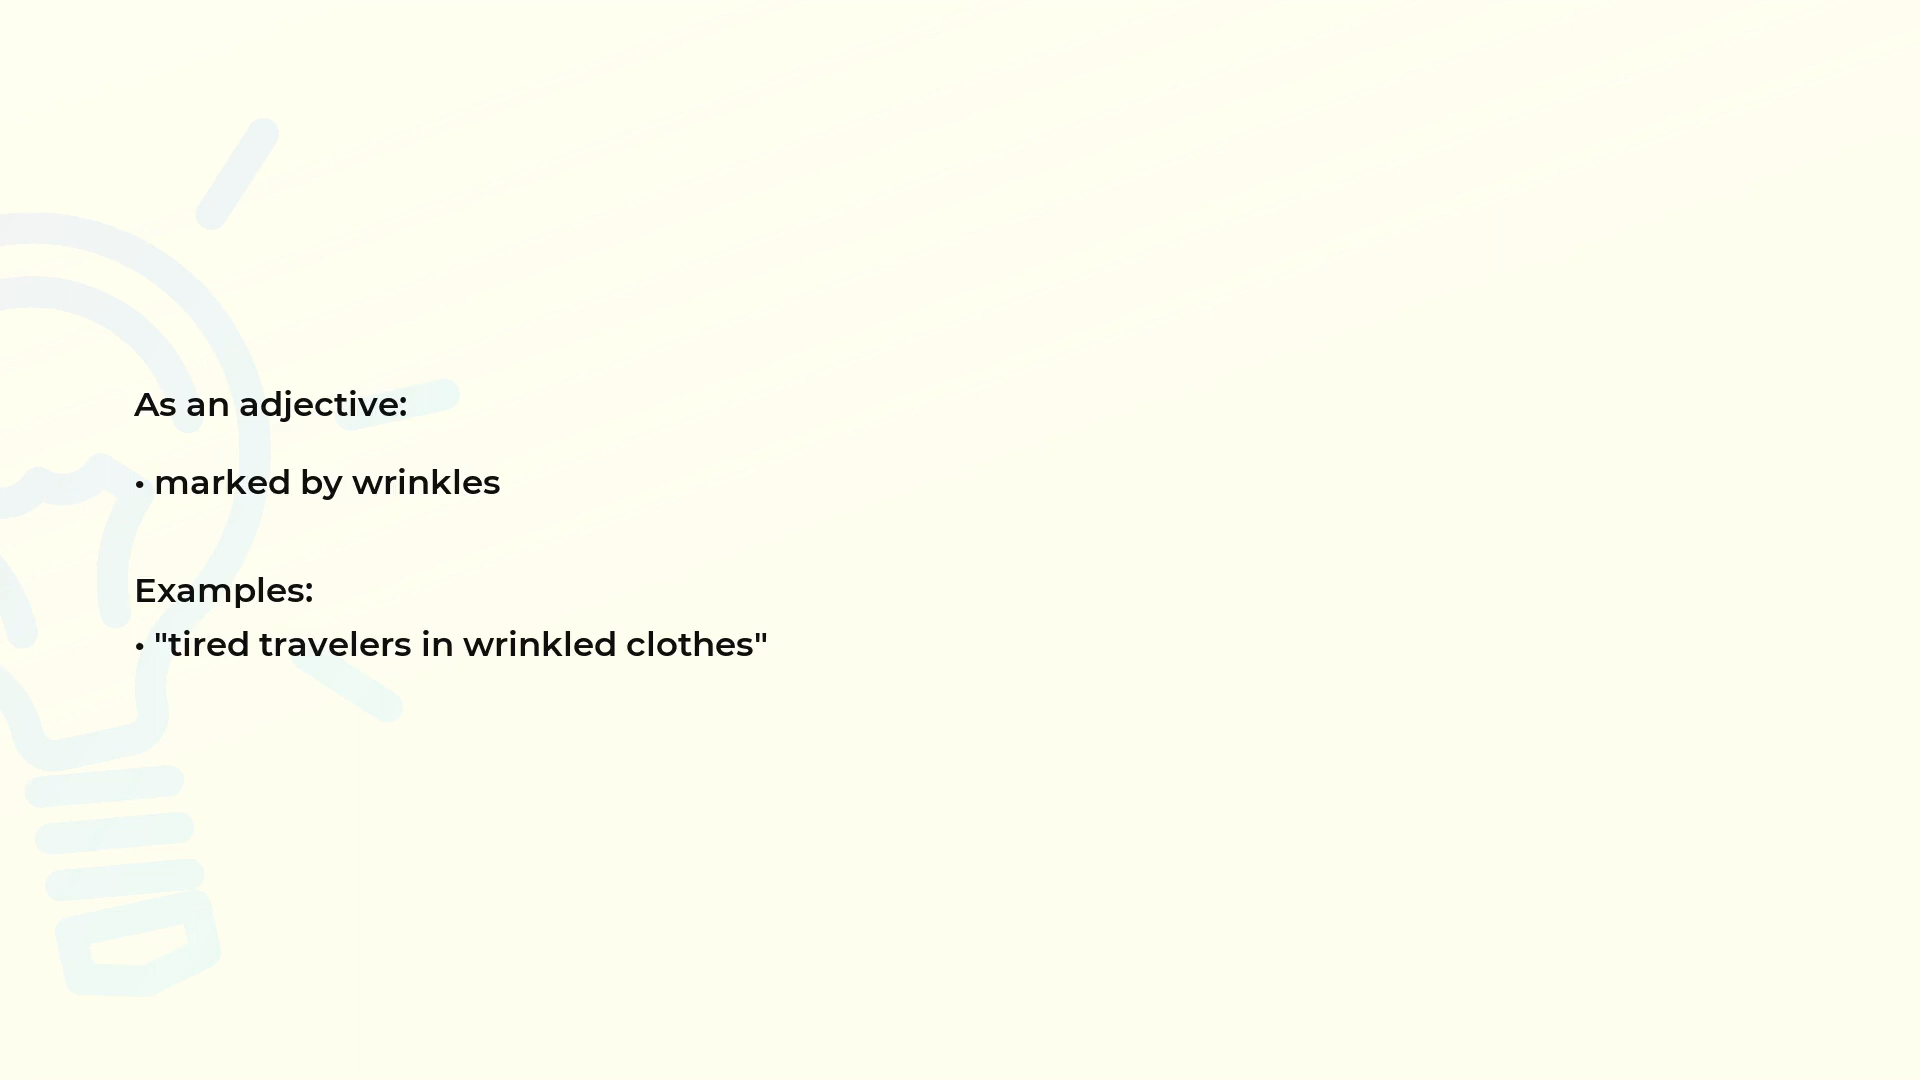 As an adjective:
• marked by wrinkles
Examples:
• "tired travelers in wrinkled clothes"